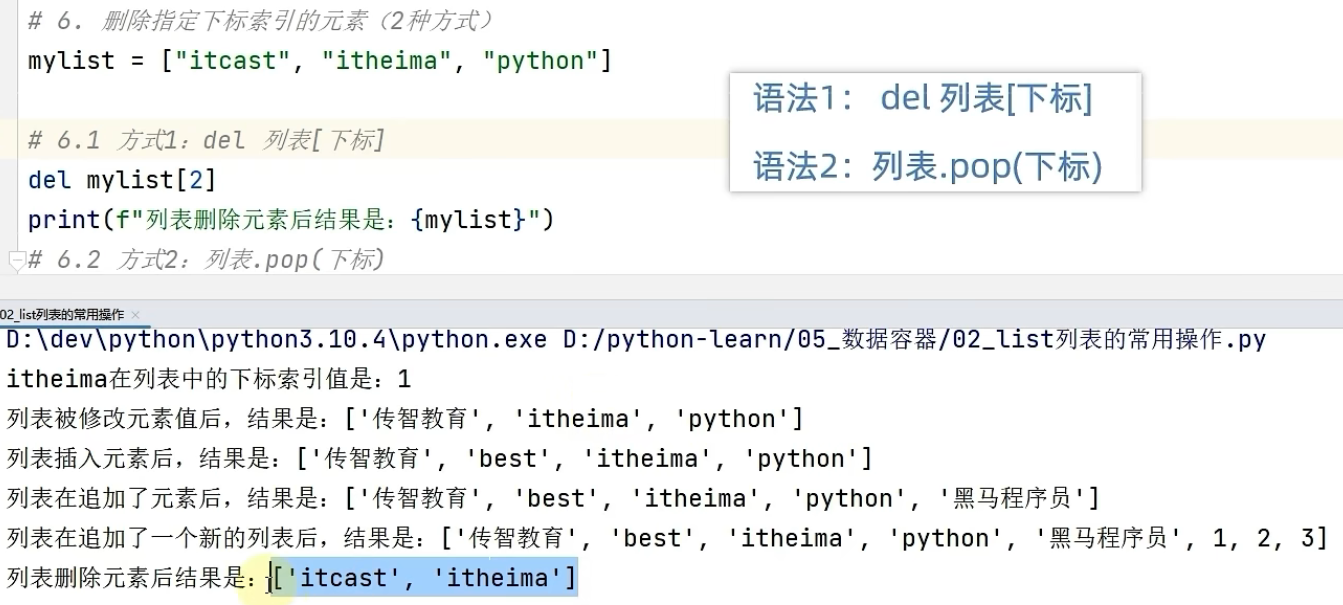 # 6. 删除指定下标索引的元素（2种方式）
mylist = ["itcast", "itheima", "python"]
语法1： del 列表[下标]
语法2：列表.pop(下标)
# 6.1 方式1：del 列表[下标]
del mylist[2]
print(f"列表删除元素后结果是：{mylist}")
# 6.2 方式2：列表.pop(下标)
02_list列表的常用操作 ×
D:\dev\python\python3.10.4\python.exe D:/python-learn/05_数据容器/02_list列表的常用操作.py
itheima在列表中的下标索引值是：1
列表被修改元素值后，结果是：['传智教育', 'itheima', 'python']
列表插入元素后，结果是：['传智教育', 'best', 'itheima', 'python']
列表在追加了元素后，结果是：['传智教育', 'best', 'itheima', 'python', '黑马程序员']
列表在追加了一个新的列表后，结果是：['传智教育', 'best', 'itheima', 'python', '黑马程序员', 1, 2, 3]
列表删除元素后结果是：['itcast', 'itheima']